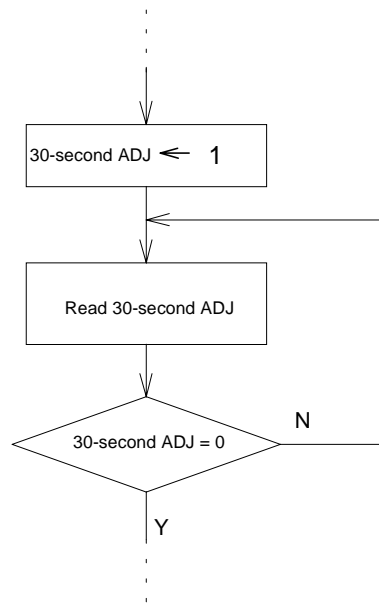 30-second ADJ ← 1
Read 30-second ADJ
30-second ADJ = 0
N
Y